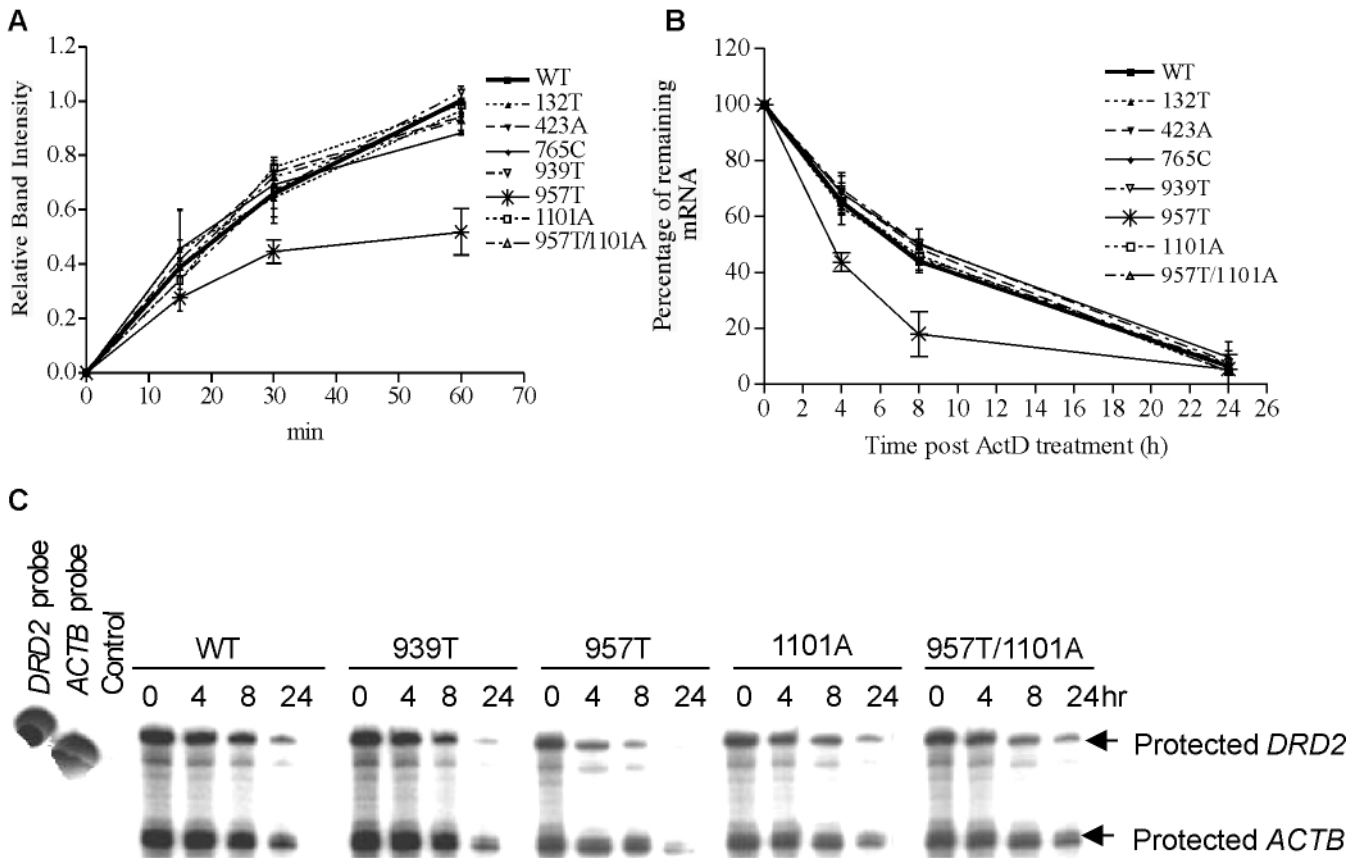 A
Relative Band Intensity
1.2
1.0
0.8
0.6
0.4
0.2
0.0
0 10 20 30 40 50 60 70
min
WT
132T
423A
765C
939T
957T
1101A
957T/1101A
B
Percentage of remaining
mRNA
120
100
80
60
40
20
0
0 2 4 6 8 10 12 14 16 18 20 22 24 26
Time post ActD treatment (h)
WT
132T
423A
765C
939T
957T
1101A
957T/1101A
C
DRD2 probe
ACTB probe
Control
WT 939T 957T 1101A 957T/1101A
0 4 8 24 0 4 8 24 0 4 8 24 0 4 8 24 0 4 8 24hr
Protected DRD2
Protected ACTB